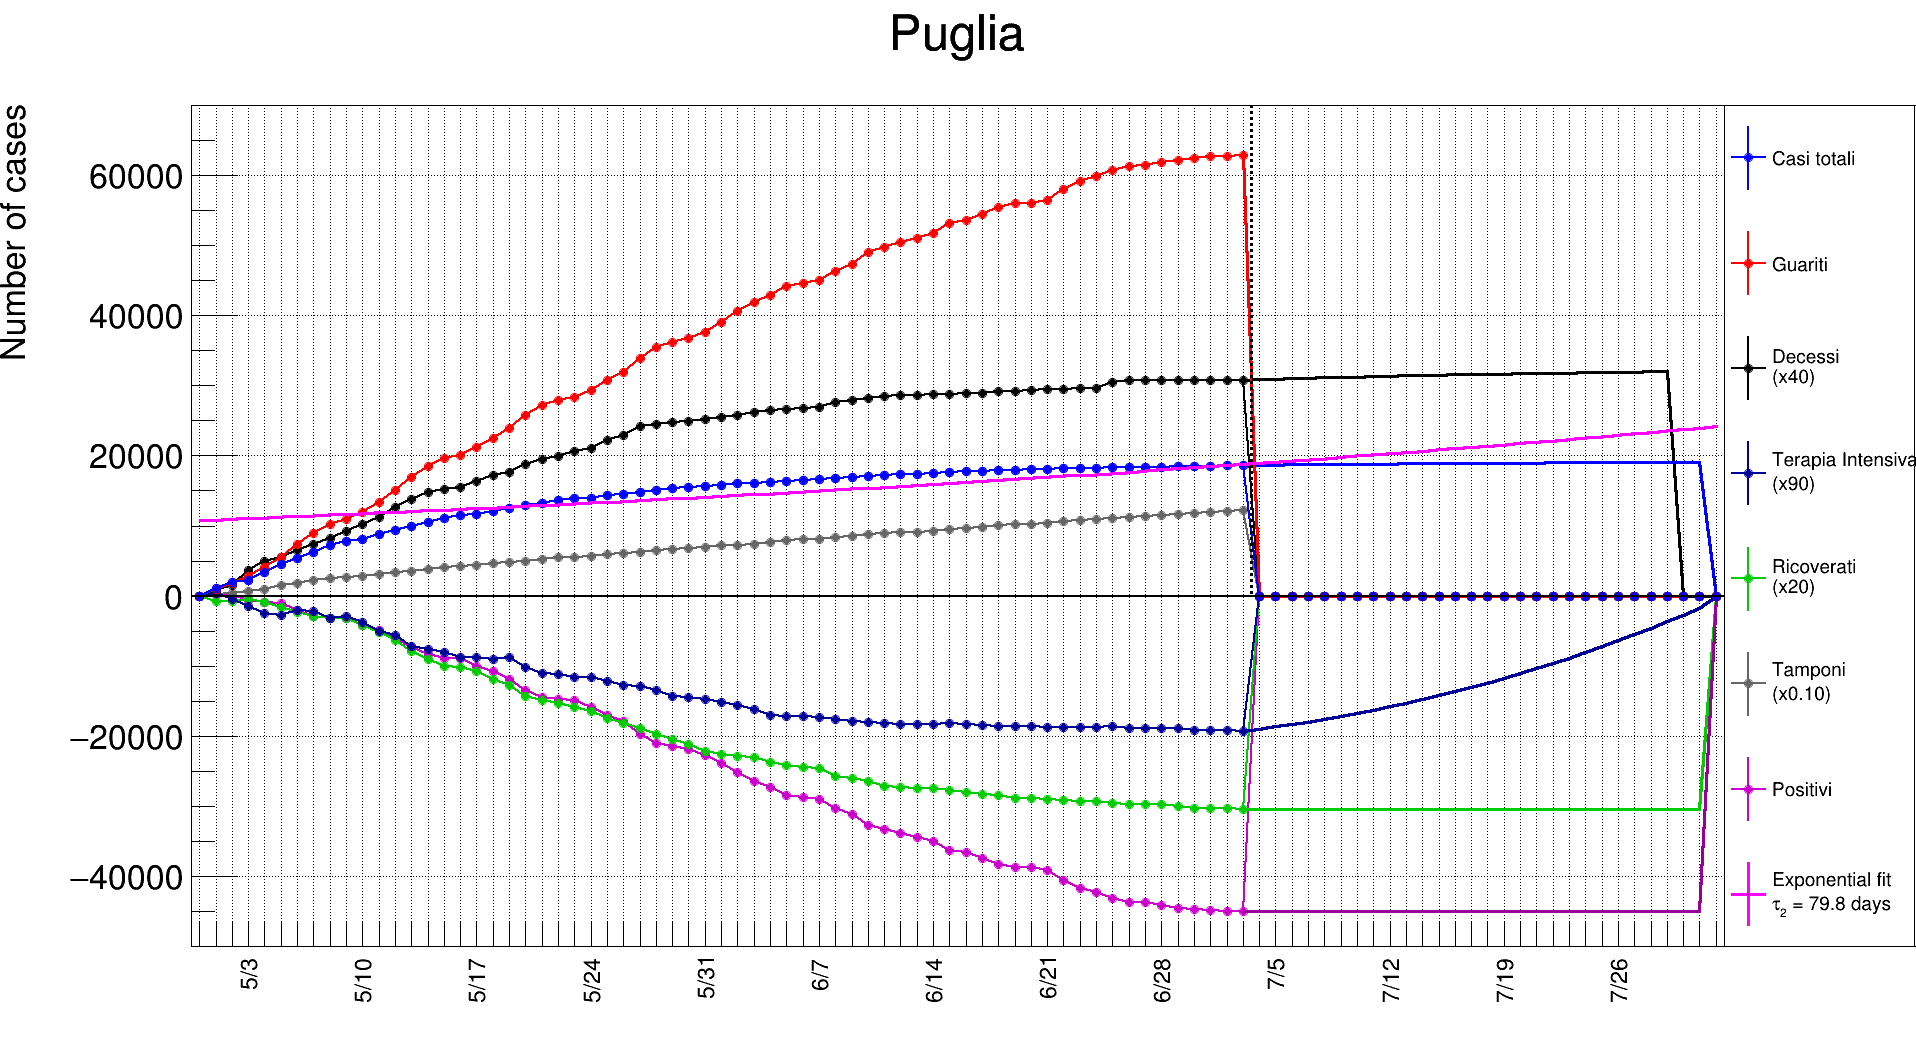 Puglia
Number of cases
60000
40000
20000
0
−20000
−40000
5/3
5/10
5/17
5/24
5/31
6/7
6/14
6/21
6/28
7/5
7/12
7/19
7/26
Casi totali
Guariti
Decessi
(x40)
Terapia Intensiva
(x90)
Ricoverati
(x20)
Tamponi
(x0.10)
Positivi
Exponential fit
τ2 = 79.8 days